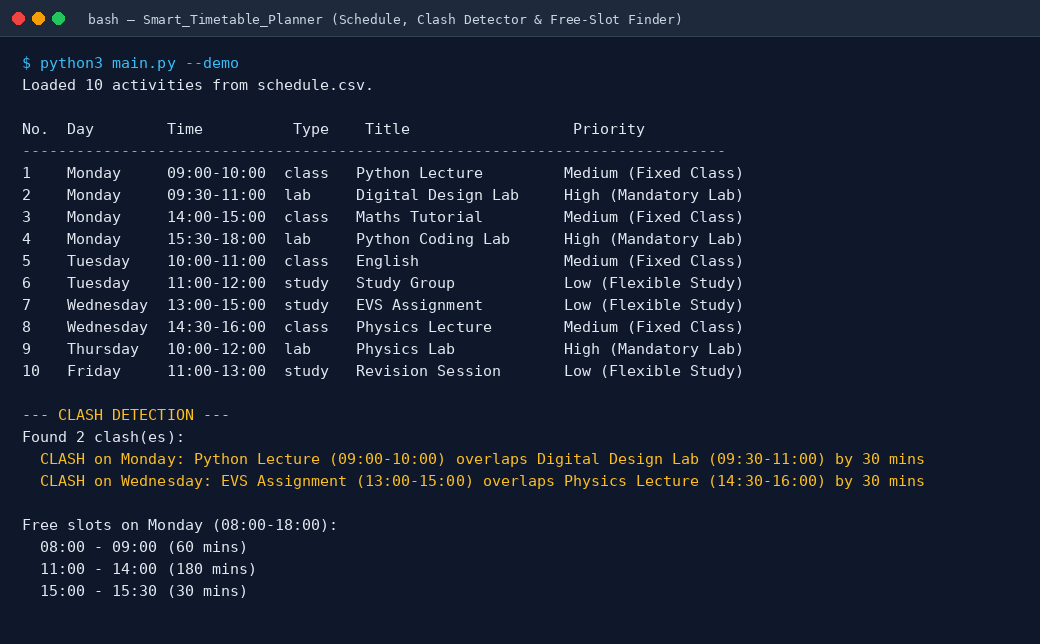 bash — Smart_Timetable_Planner (Schedule, Clash Detector & Free-Slot Finder)
$ python3 main.py --demo
Loaded 10 activities from schedule.csv.
No.  Day        Time          Type    Title                  Priority
------------------------------------------------------------------------------
1    Monday     09:00-10:00  class   Python Lecture         Medium (Fixed Class)
2    Monday     09:30-11:00  lab     Digital Design Lab     High (Mandatory Lab)
3    Monday     14:00-15:00  class   Maths Tutorial         Medium (Fixed Class)
4    Monday     15:30-18:00  lab     Python Coding Lab      High (Mandatory Lab)
5    Tuesday    10:00-11:00  class   English                Medium (Fixed Class)
6    Tuesday    11:00-12:00  study   Study Group            Low (Flexible Study)
7    Wednesday  13:00-15:00  study   EVS Assignment         Low (Flexible Study)
8    Wednesday  14:30-16:00  class   Physics Lecture        Medium (Fixed Class)
9    Thursday   10:00-12:00  lab     Physics Lab            High (Mandatory Lab)
10   Friday     11:00-13:00  study   Revision Session       Low (Flexible Study)
--- CLASH DETECTION ---
Found 2 clash(es):
  CLASH on Monday: Python Lecture (09:00-10:00) overlaps Digital Design Lab (09:30-11:00) by 30 mins
  CLASH on Wednesday: EVS Assignment (13:00-15:00) overlaps Physics Lecture (14:30-16:00) by 30 mins
Free slots on Monday (08:00-18:00):
  08:00 - 09:00 (60 mins)
  11:00 - 14:00 (180 mins)
  15:00 - 15:30 (30 mins)